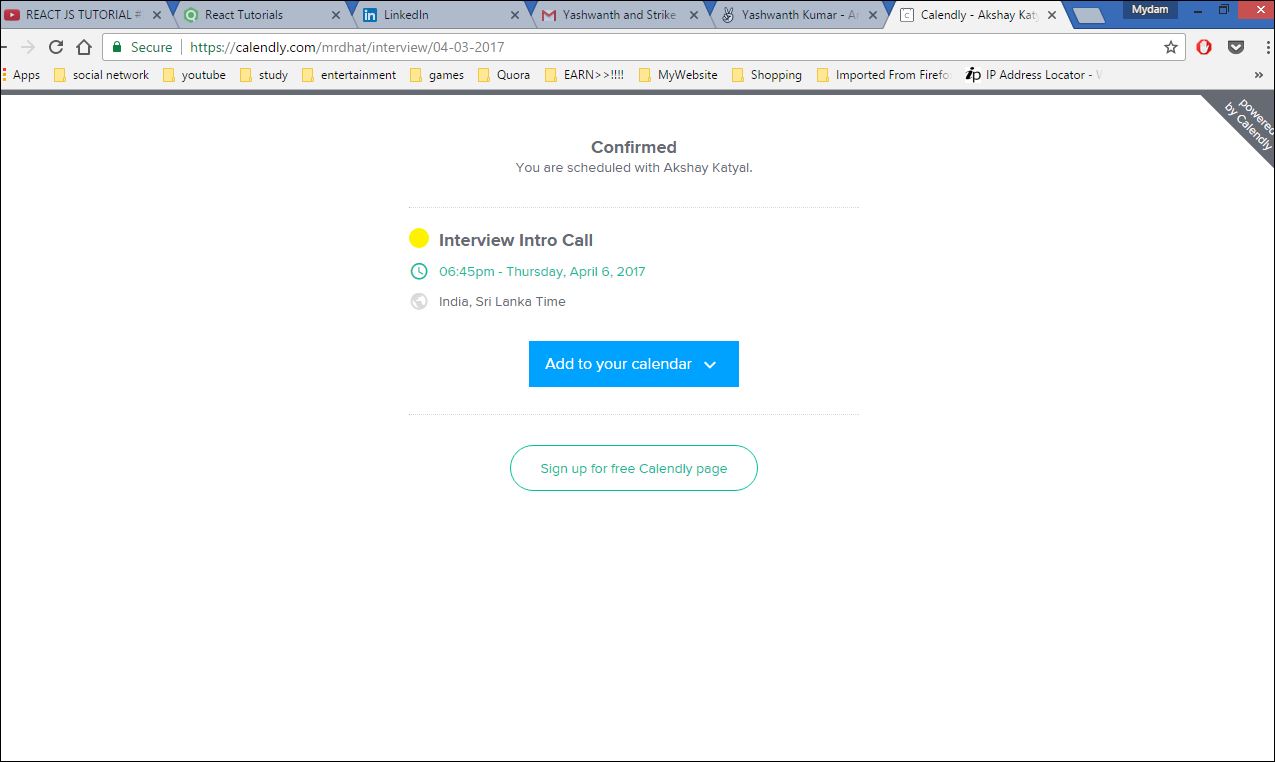 REACT JS TUTORIAL #
React Tutorials
LinkedIn
Yashwanth and Strike
Yashwanth Kumar - An
Calendly - Akshay Katy
Mydam
Secure
https://calendly.com/mrdhat/interview/04-03-2017
Apps
social network
youtube
study
entertainment
games
Quora
EARN>>!!!!
MyWebsite
Shopping
Imported From Firefo
ip
IP Address Locator -
»
powered
by Calendly
Confirmed
You are scheduled with Akshay Katyal.
Interview Intro Call
06:45pm - Thursday, April 6, 2017
India, Sri Lanka Time
Add to your calendar
Sign up for free Calendly page